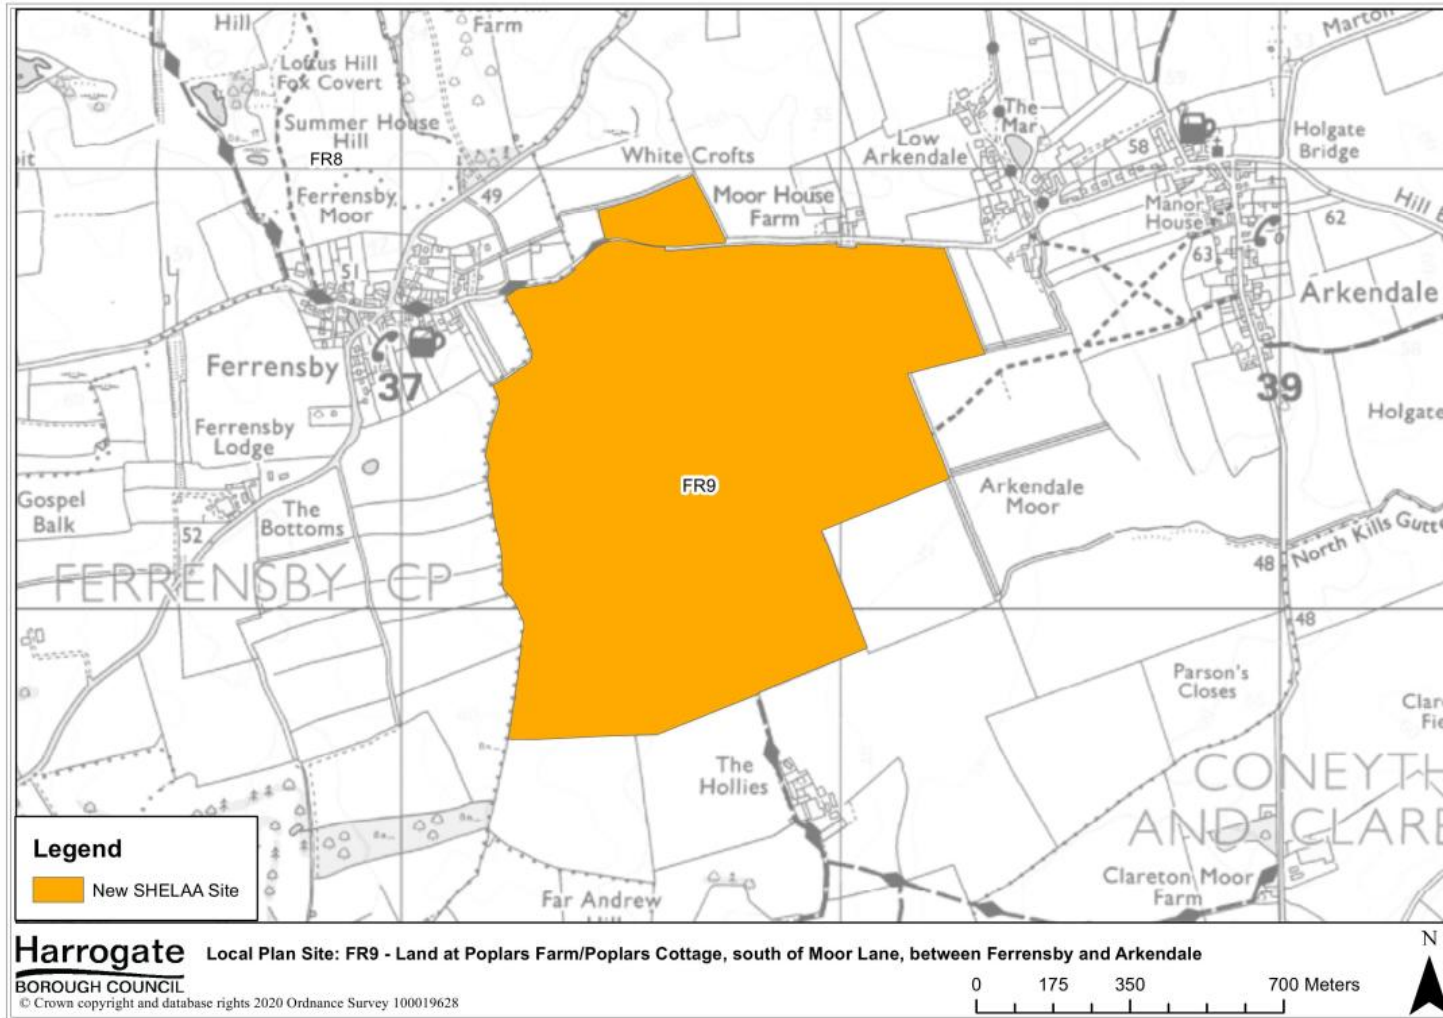 Hill
Farm
Marton
Loftus Hill
Fox Covert
Summer House
Hill
FR8
Ferrensby
Moor
49
White Crofts
Moor House
Farm
Low
Arkendale
The
Mar
58
Holgate
Bridge
Manor
House
62
63
Hill
51
Arkendale
Ferrensby
37
39
Holgate
Ferrensby
Lodge
Gospel
Balk
The
Bottoms
52
FR9
Arkendale
Moor
North Kills Gutte
48
FERRENSBY CP
48
Parson's
Closes
Clar
Fie
The
Hollies
CONEYTH
AND CLARE
Clareton Moor
Farm
Far Andrew
Hill
Legend
New SHELAA Site
Harrogate
BOROUGH COUNCIL
Local Plan Site: FR9 - Land at Poplars Farm/Poplars Cottage, south of Moor Lane, between Ferrensby and Arkendale
© Crown copyright and database rights 2020 Ordnance Survey 100019628
0 175 350 700 Meters
N